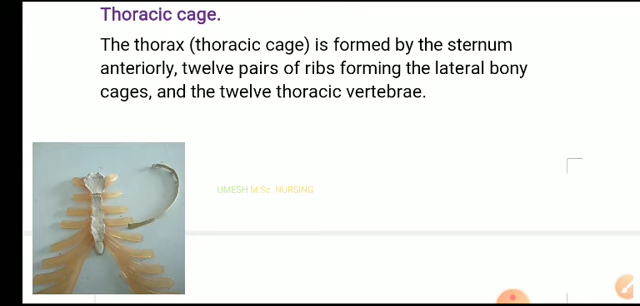 Thoracic cage.
The thorax (thoracic cage) is formed by the sternum
anteriorly, twelve pairs of ribs forming the lateral bony
cages, and the twelve thoracic vertebrae.
UMESH M.Sc. NURSING